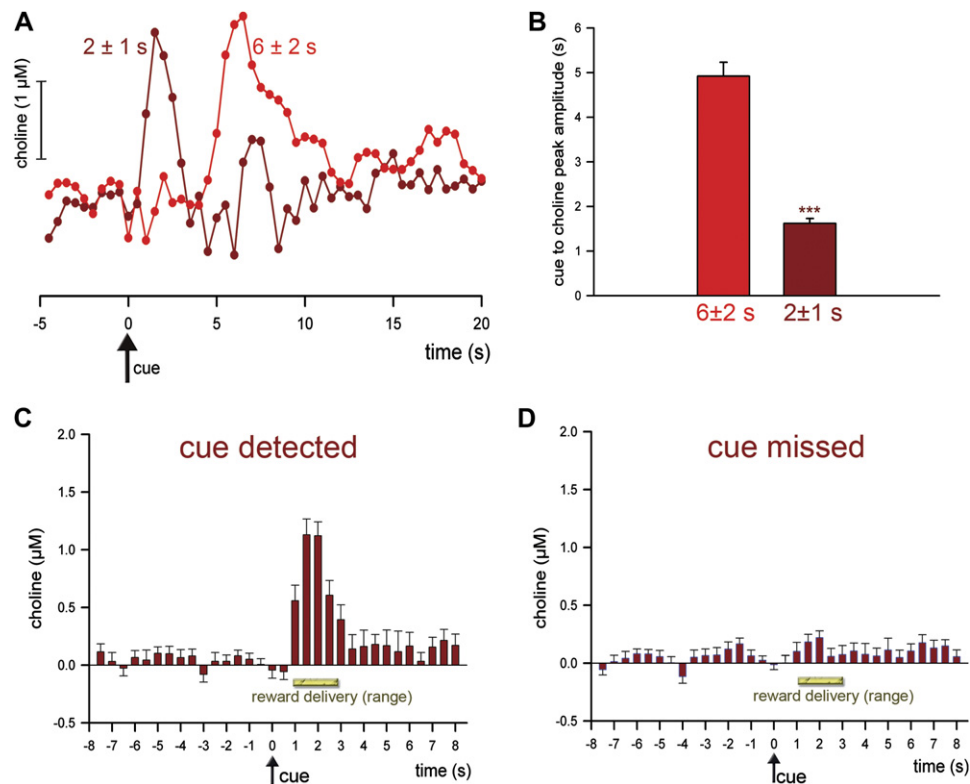 A
2 ± 1 s
6 ± 2 s
choline (1 µM)
-5 0 5 10 15 20
time (s)
cue
B
cue to choline peak amplitude (s)
6
5
4
3
2
1
0
***
6±2 s 2±1 s
C
cue detected
choline (µM)
2.0
1.5
1.0
0.5
0.0
-0.5
reward delivery (range)
-8 -7 -6 -5 -4 -3 -2 -1 0 1 2 3 4 5 6 7 8
cue
time (s)
D
cue missed
choline (µM)
2.0
1.5
1.0
0.5
0.0
-0.5
reward delivery (range)
-8 -7 -6 -5 -4 -3 -2 -1 0 1 2 3 4 5 6 7 8
cue
time (s)